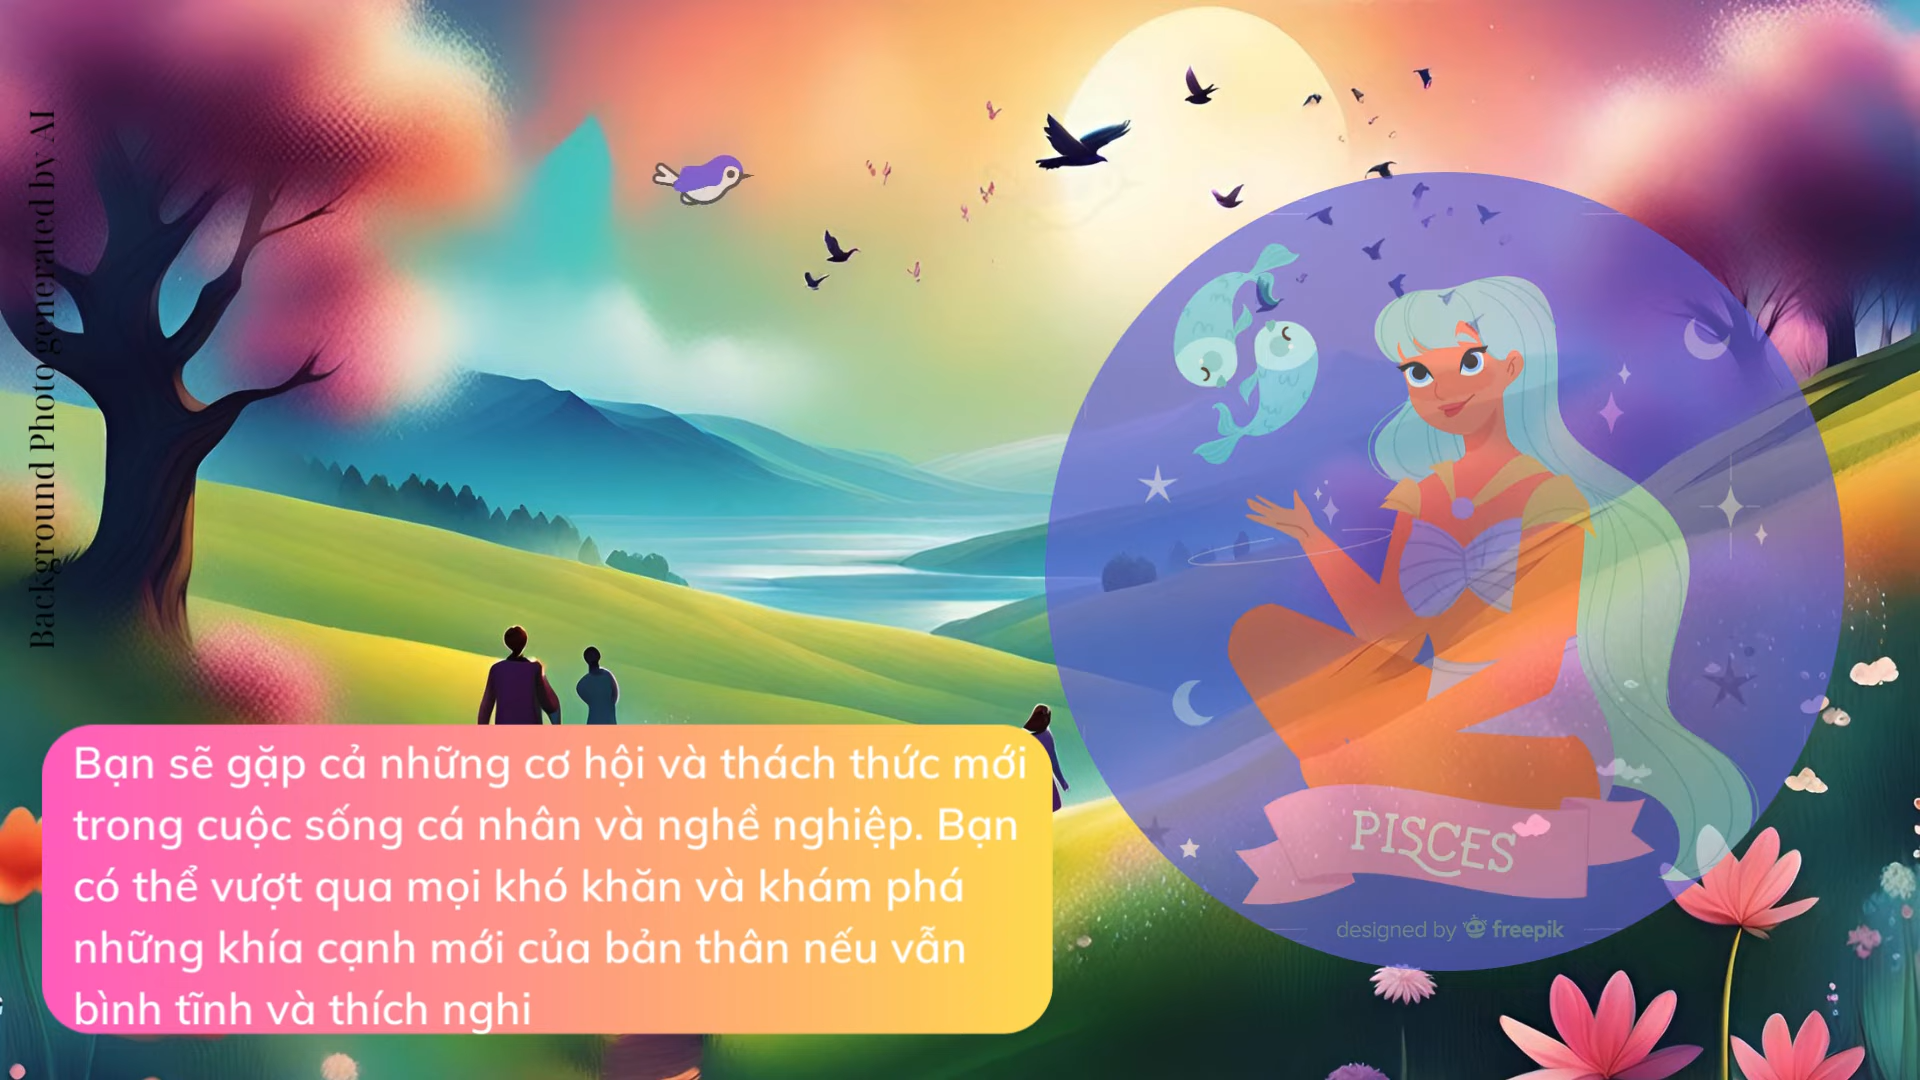 Background Photo generated by AI
Bạn sẽ gặp cả những cơ hội và thách thức mới
trong cuộc sống cá nhân và nghề nghiệp. Bạn
có thể vượt qua mọi khó khăn và khám phá
những khía cạnh mới của bản thân nếu vẫn
bình tĩnh và thích nghi
PISCES
designed by freepik